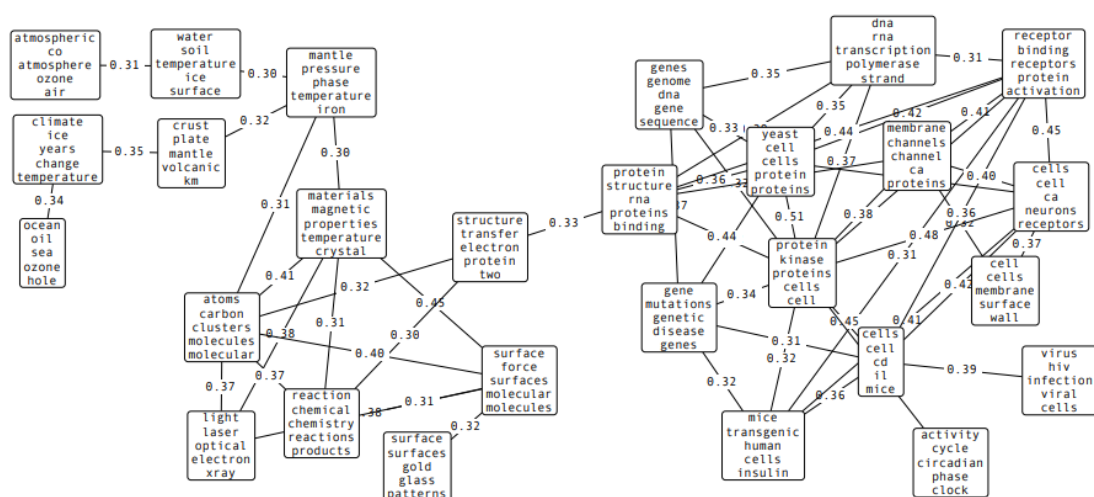 atmospheric
co
atmosphere
ozone
air
0.31
water
soil
temperature
ice
surface
0.30
mantle
pressure
phase
temperature
iron
climate
ice
years
change
temperature
0.35
crust
plate
mantle
volcanic
km
0.32
0.34
ocean
oil
sea
ozone
hole
0.30
0.31
materials
magnetic
properties
temperature
crystal
structure
transfer
electron
protein
two
0.33
0.41
0.32
0.45
atoms
carbon
clusters
molecules
molecular
0.38
0.31
0.30
0.40
0.37
0.37
surface
force
surfaces
molecular
molecules
reaction
chemical
chemistry
reactions
products
0.31
light
laser
optical
electron
xray
0.32
surface
surfaces
gold
glass
patterns
genes
genome
dna
gene
sequence
0.35
dna
rna
transcription
polymerase
strand
0.31
receptor
binding
receptors
protein
activation
0.33
0.35
0.42
0.41
0.45
yeast
cell
cells
protein
proteins
0.44
membrane
channels
channel
ca
proteins
0.37
0.40
protein
structure
rna
proteins
binding
0.36
cells
cell
ca
neurons
receptors
0.51
0.38
0.36
0.44
0.48
0.37
protein
kinase
proteins
cells
cell
0.31
cell
cells
membrane
surface
wall
gene
mutations
genetic
disease
genes
0.34
0.42
0.45
0.41
0.31
0.32
cells
cell
cd
il
mice
0.39
virus
hiv
infection
viral
cells
0.32
0.36
mice
transgenic
human
cells
insulin
activity
cycle
circadian
phase
clock